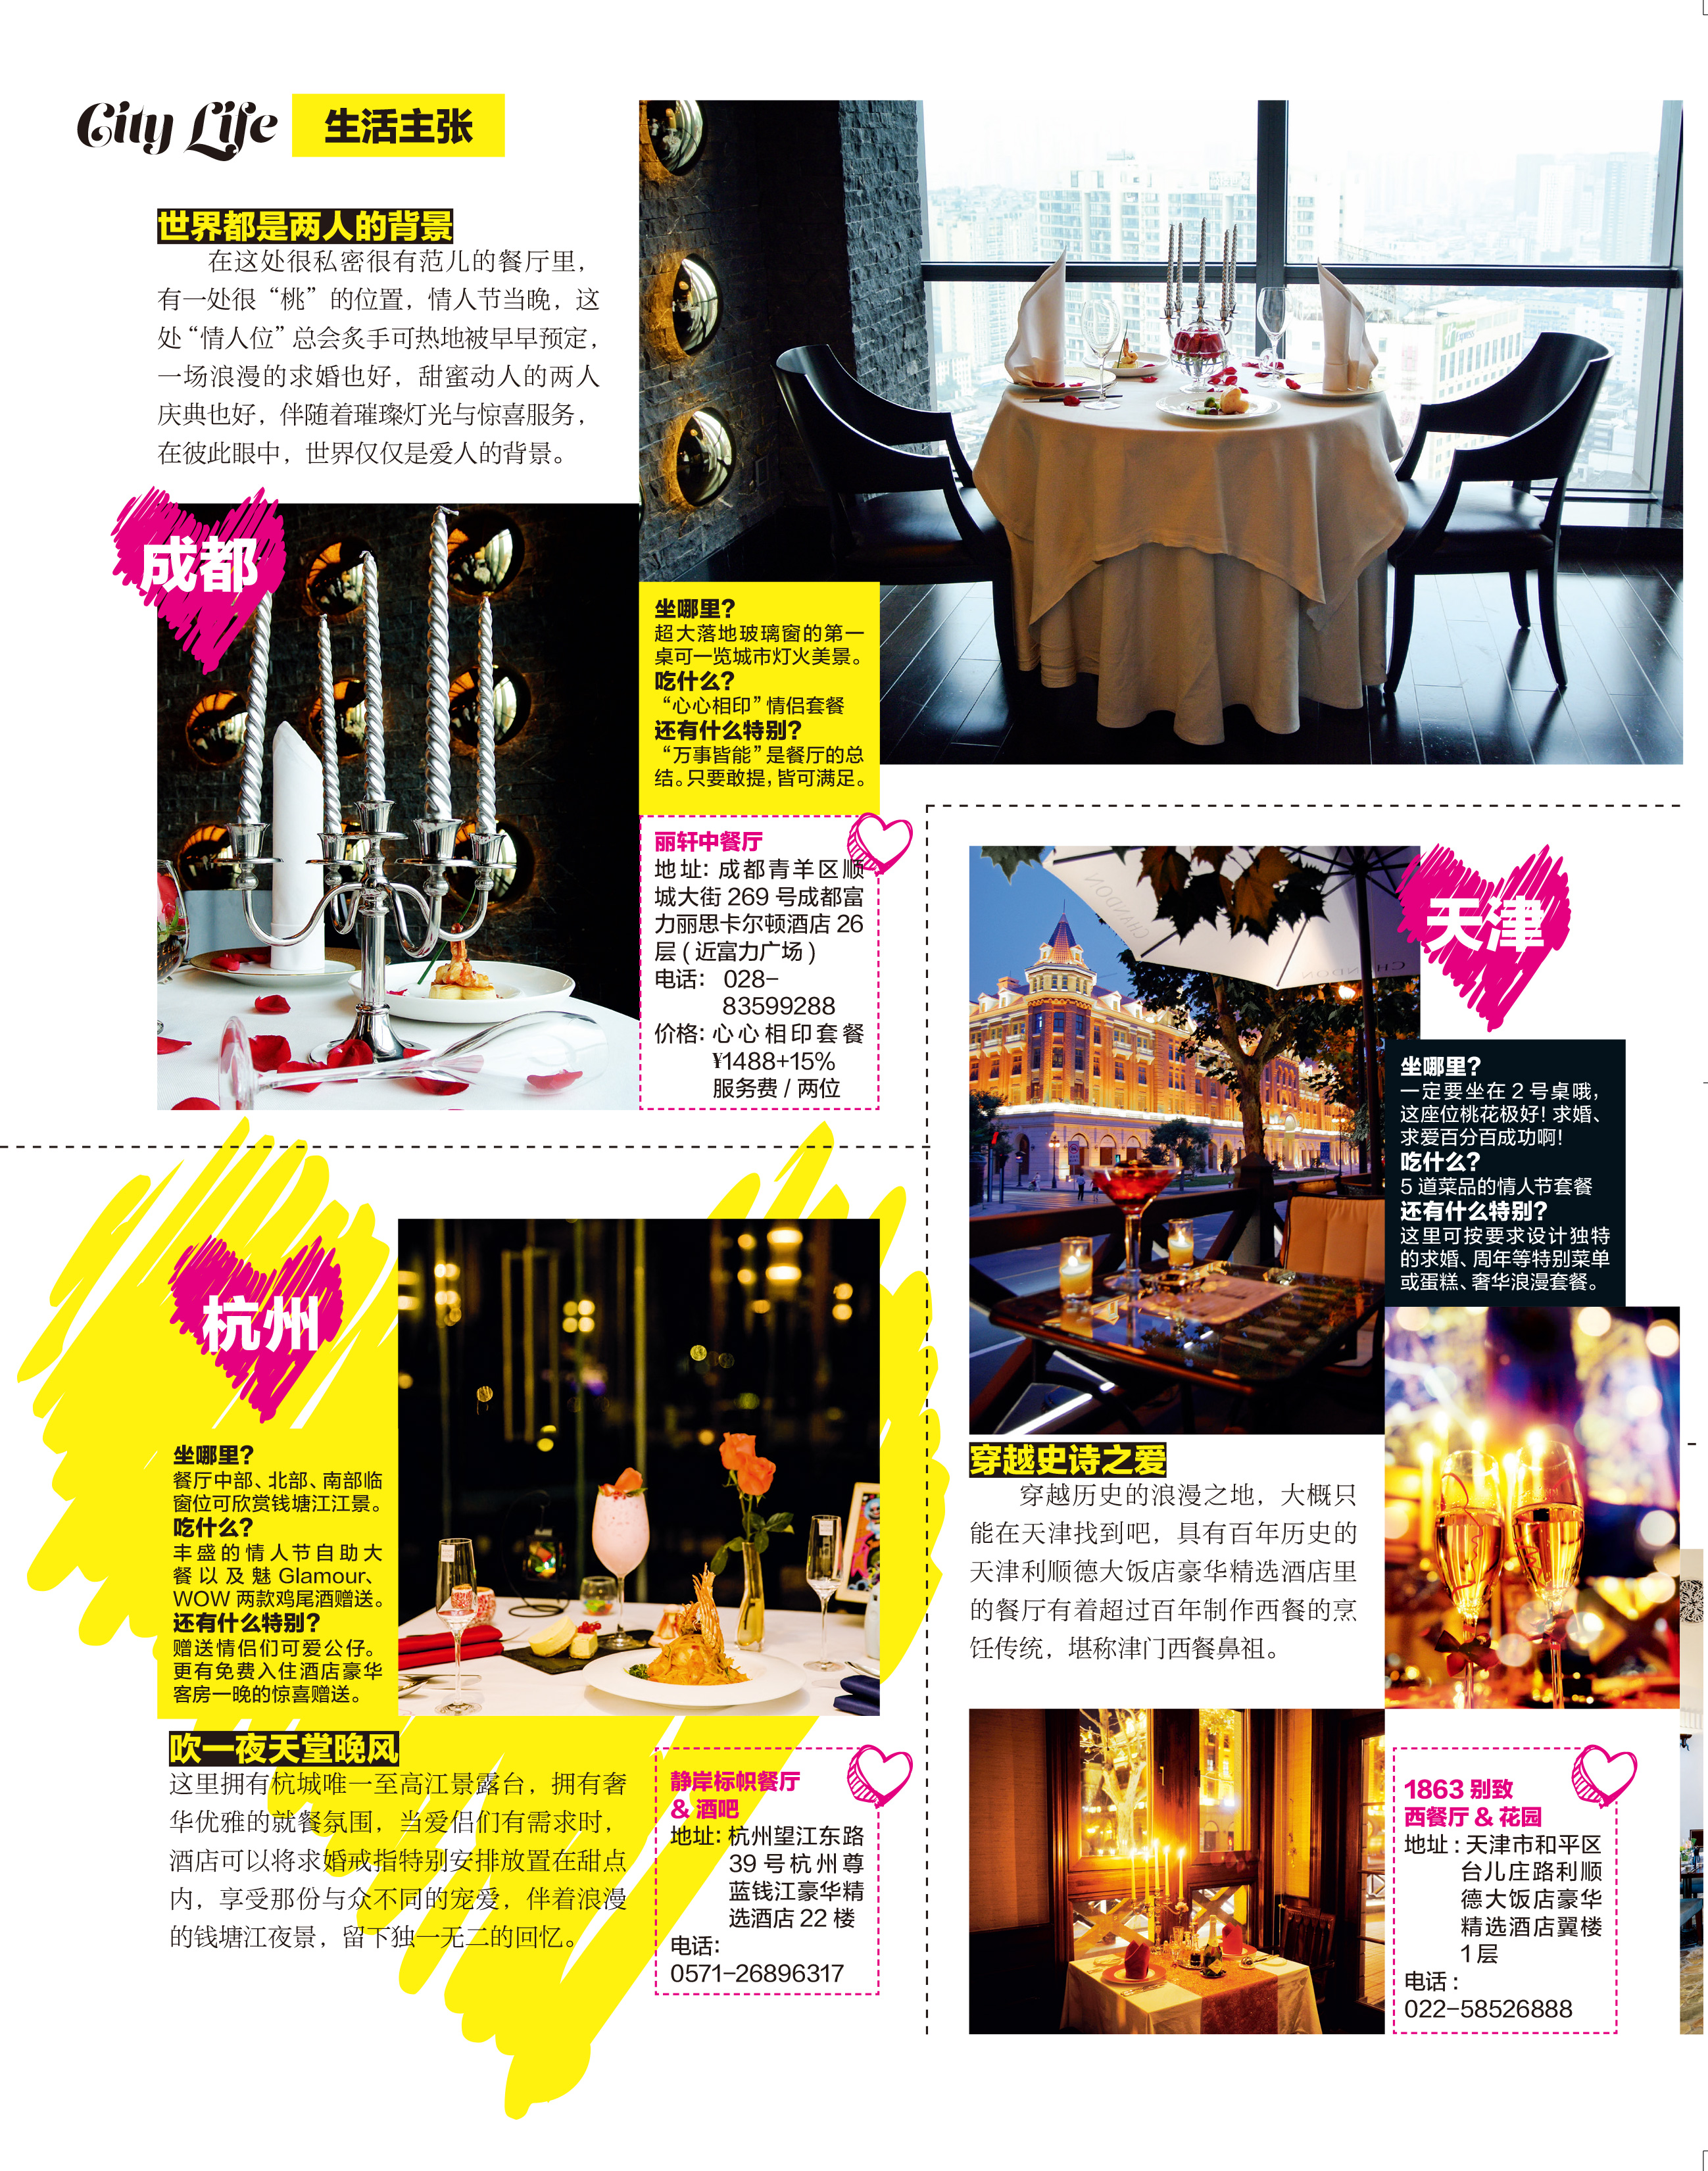 City Life 生活主张
世界都是两人的背景
在这处很私密很有范儿的餐厅里，
有一处很“桃”的位置，情人节当晚，这
处“情人位”总会炙手可热地被早早预定，
一场浪漫的求婚也好，甜蜜动人的两人
庆典也好，伴随着璀璨灯光与惊喜服务，
在彼此眼中，世界仅仅是爱人的背景。
成都
坐哪里？
超大落地玻璃窗的第一
桌可一览城市灯火美景。
吃什么？
“心心相印”情侣套餐
还有什么特别？
“万事皆能”是餐厅的总
结。只要敢提，皆可满足。
丽轩中餐厅
地址：成都青羊区顺
城大街 269 号成都富
力丽思卡尔顿酒店 26
层 ( 近富力广场 )
电话： 028-
83599288
价格：心心相印套餐
¥1488+15%
服务费 / 两位
杭州
坐哪里？
餐厅中部、北部、南部临
窗位可欣赏钱塘江江景。
吃什么？
丰盛的情人节自助大
餐以及魅 Glamour、
WOW 两款鸡尾酒赠送。
还有什么特别？
赠送情侣们可爱公仔。
更有免费入住酒店豪华
客房一晚的惊喜赠送。
吹一夜天堂晚风
这里拥有杭城唯一至高江景露台，拥有奢
华优雅的就餐氛围，当爱侣们有需求时，
酒店可以将求婚戒指特别安排放置在甜点
内，享受那份与众不同的宠爱，伴着浪漫
的钱塘江夜景，留下独一无二的回忆。
静岸标帜餐厅
& 酒吧
地址：杭州望江东路
39 号杭州尊
蓝钱江豪华精
选酒店 22 楼
电话：
0571-26896317
CHANDON
CHANDON
天津
坐哪里？
一定要坐在 2 号桌哦，
这座位桃花极好！求婚、
求爱百分百成功啊！
吃什么？
5 道菜品的情人节套餐
还有什么特别？
这里可按要求设计独特
的求婚、周年等特别菜单
或蛋糕、奢华浪漫套餐。
穿越史诗之爱
穿越历史的浪漫之地，大概只
能在天津找到吧，具有百年历史的
天津利顺德大饭店豪华精选酒店里
的餐厅有着超过百年制作西餐的烹
饪传统，堪称津门西餐鼻祖。
1863 别致
西餐厅 & 花园
地址：天津市和平区
台儿庄路利顺
德大饭店豪华
精选酒店翼楼
1 层
电话：
022-58526888